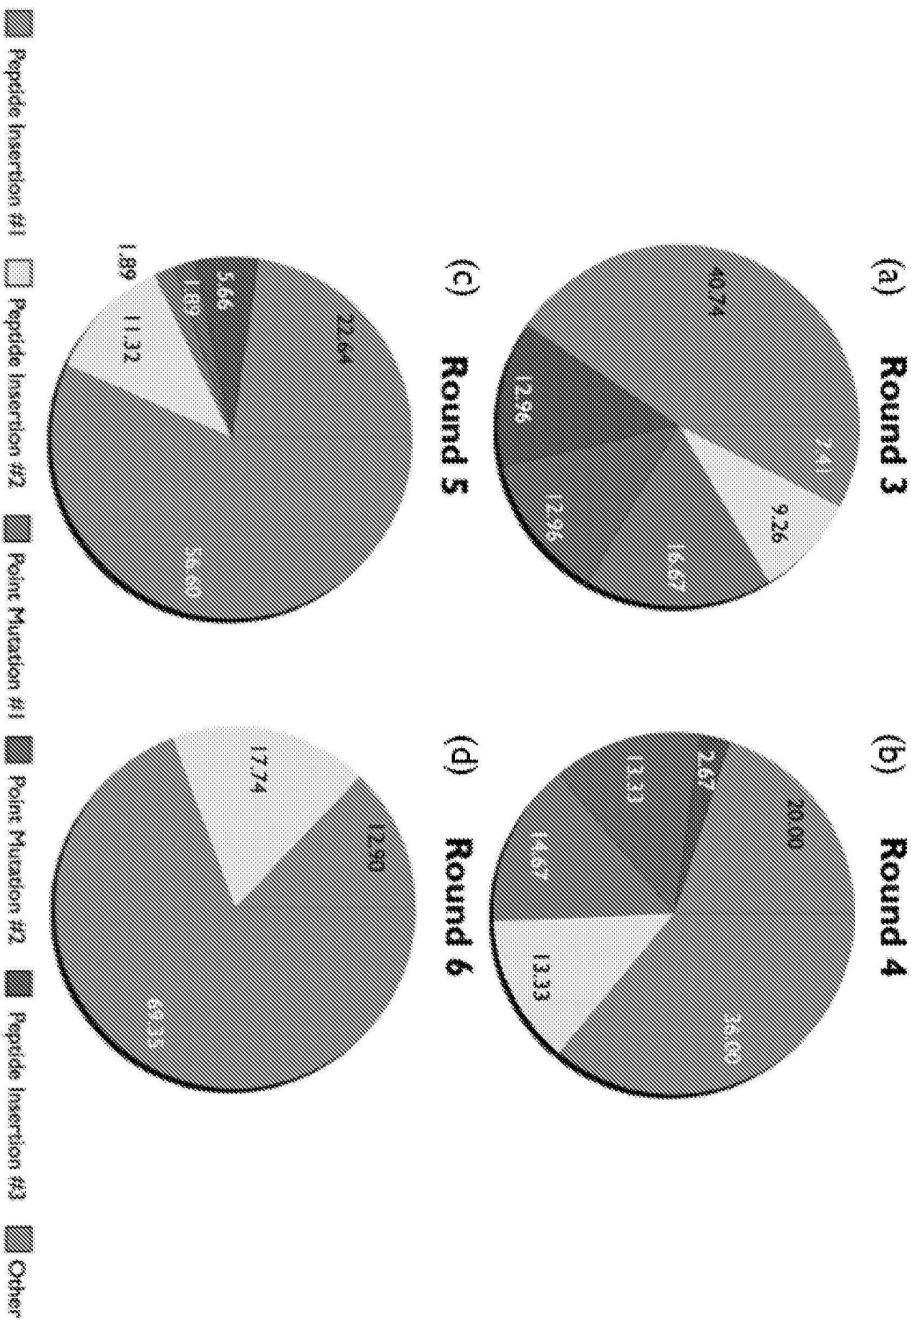 (a) Round 3
7.41
9.26
16.67
12.96
12.96
40.74
(b) Round 4
36.00
13.33
14.67
13.33
2.67
20.00
(c) Round 5
56.60
11.32
1.89
1.89
5.66
22.64
(d) Round 6
69.35
17.74
12.90
Peptide Insertion #1
Peptide Insertion #2
Point Mutation #1
Point Mutation #2
Peptide Insertion #3
Other